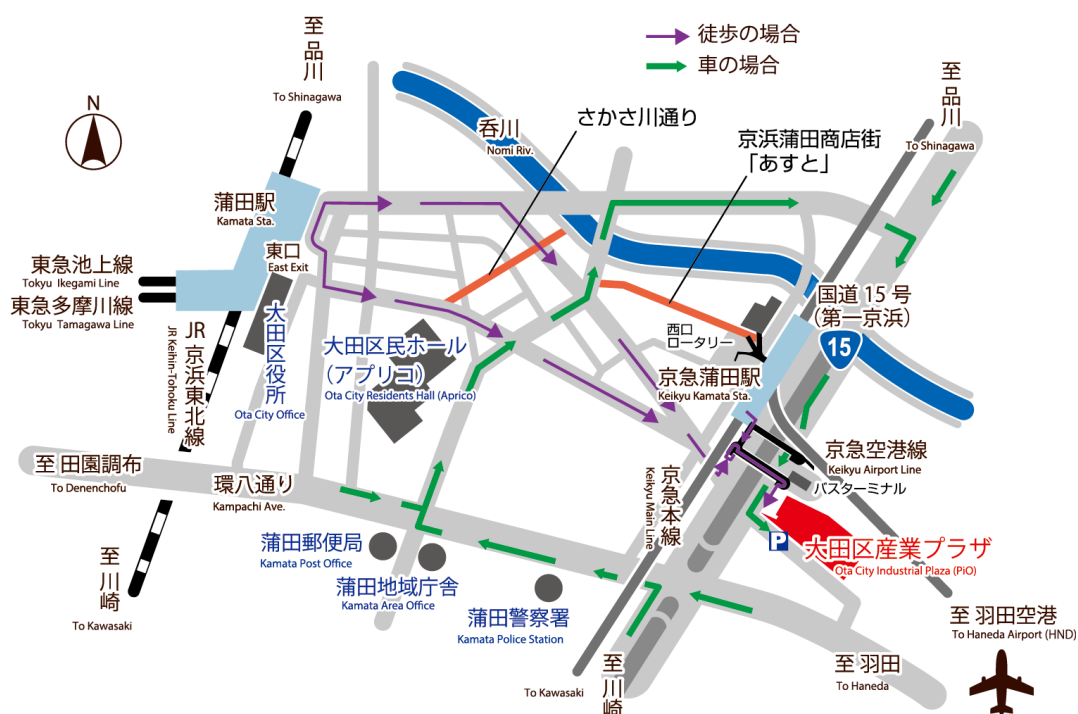 徒歩の場合
車の場合
至 品川
To Shinagawa
N
呑川
Nomi Riv.
さかさ川通り
京浜蒲田商店街
「あすと」
至 品川
To Shinagawa
蒲田駅
Kamata Sta.
東口
East Exit
東急池上線
Tokyu Ikegami Line
東急多摩川線
Tokyu Tamagawa Line
JR 京浜東北線
JR Keihin-Tohoku Line
大田区役所
Ota City Office
大田区民ホール
（アプリコ）
Ota City Residents Hall (Aprico)
西口
ロータリー
国道 15 号
（第一京浜）
15
京急蒲田駅
Keikyu Kamata Sta.
京急空港線
Keikyu Airport Line
バスターミナル
京急本線
Keikyu Main Line
至 田園調布
To Denenchofu
環八通り
Kampachi Ave.
蒲田郵便局
Kamata Post Office
蒲田地域庁舎
Kamata Area Office
蒲田警察署
Kamata Police Station
P
大田区産業プラザ
Ota City Industrial Plaza (PiO)
至 川崎
To Kawasaki
至 川崎
To Kawasaki
至 羽田
To Haneda
至 羽田空港
To Haneda Airport (HND)